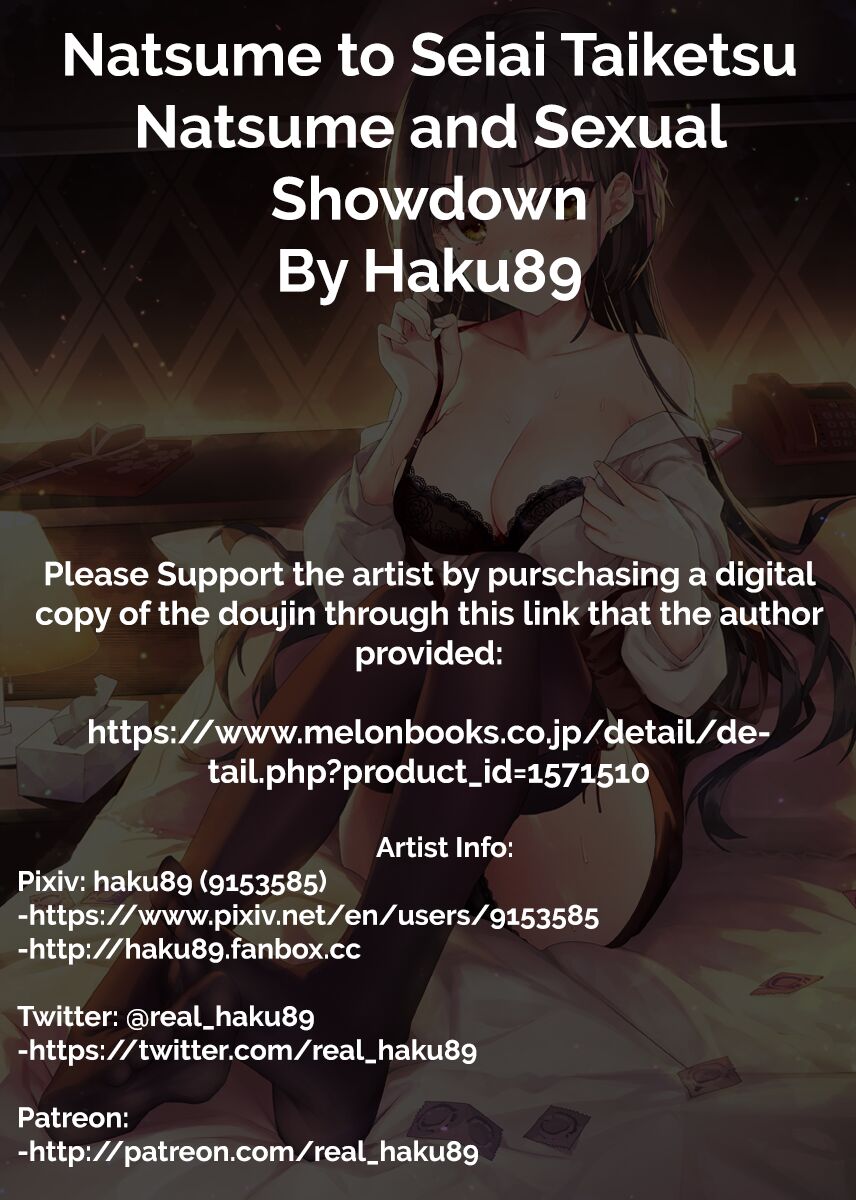 Natsume to Seiai Taiketsu
Natsume and Sexual
Showdown
By Haku89
Please Support the artist by purschasing a digital
copy of the doujin through this link that the author
provided:
https://www.melonbooks.co.jp/detail/de-
tail.php?product_id=1571510
Artist Info:
Pixiv: haku89 (9153585)
-https://www.pixiv.net/en/users/9153585
-http://haku89.fanbox.cc
Twitter: @real_haku89
-https://twitter.com/real_haku89
Patreon:
-http://patreon.com/real_haku89